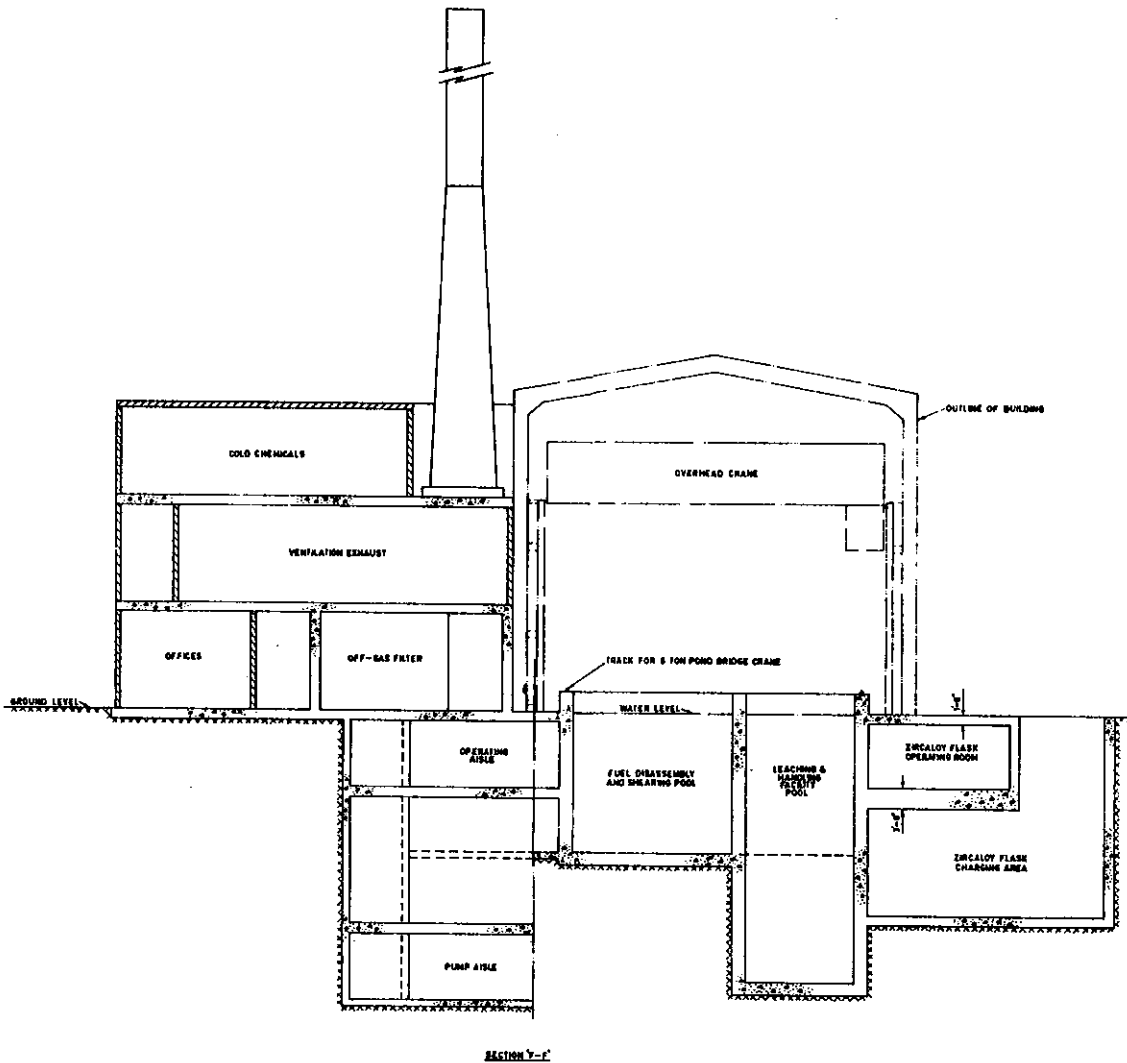 OUTLINE OF BUILDING
COLD CHEMICALS
OVERHEAD CRANE
VENTILATION EXHAUST
OFFICES
OFF-GAS FILTER
TRACK FOR 5 TON POND BRIDGE CRANE
GROUND LEVEL
WATER LEVEL
OPERATING
AISLE
FUEL DISASSEMBLY
AND SHEARING POOL
LEACHING &
HANDLING
FACILITY
POOL
ZIRCALOY FLASK
OPERATING ROOM
ZIRCALOY FLASK
CHARGING AREA
PUMP AISLE
SECTION 'F-F'